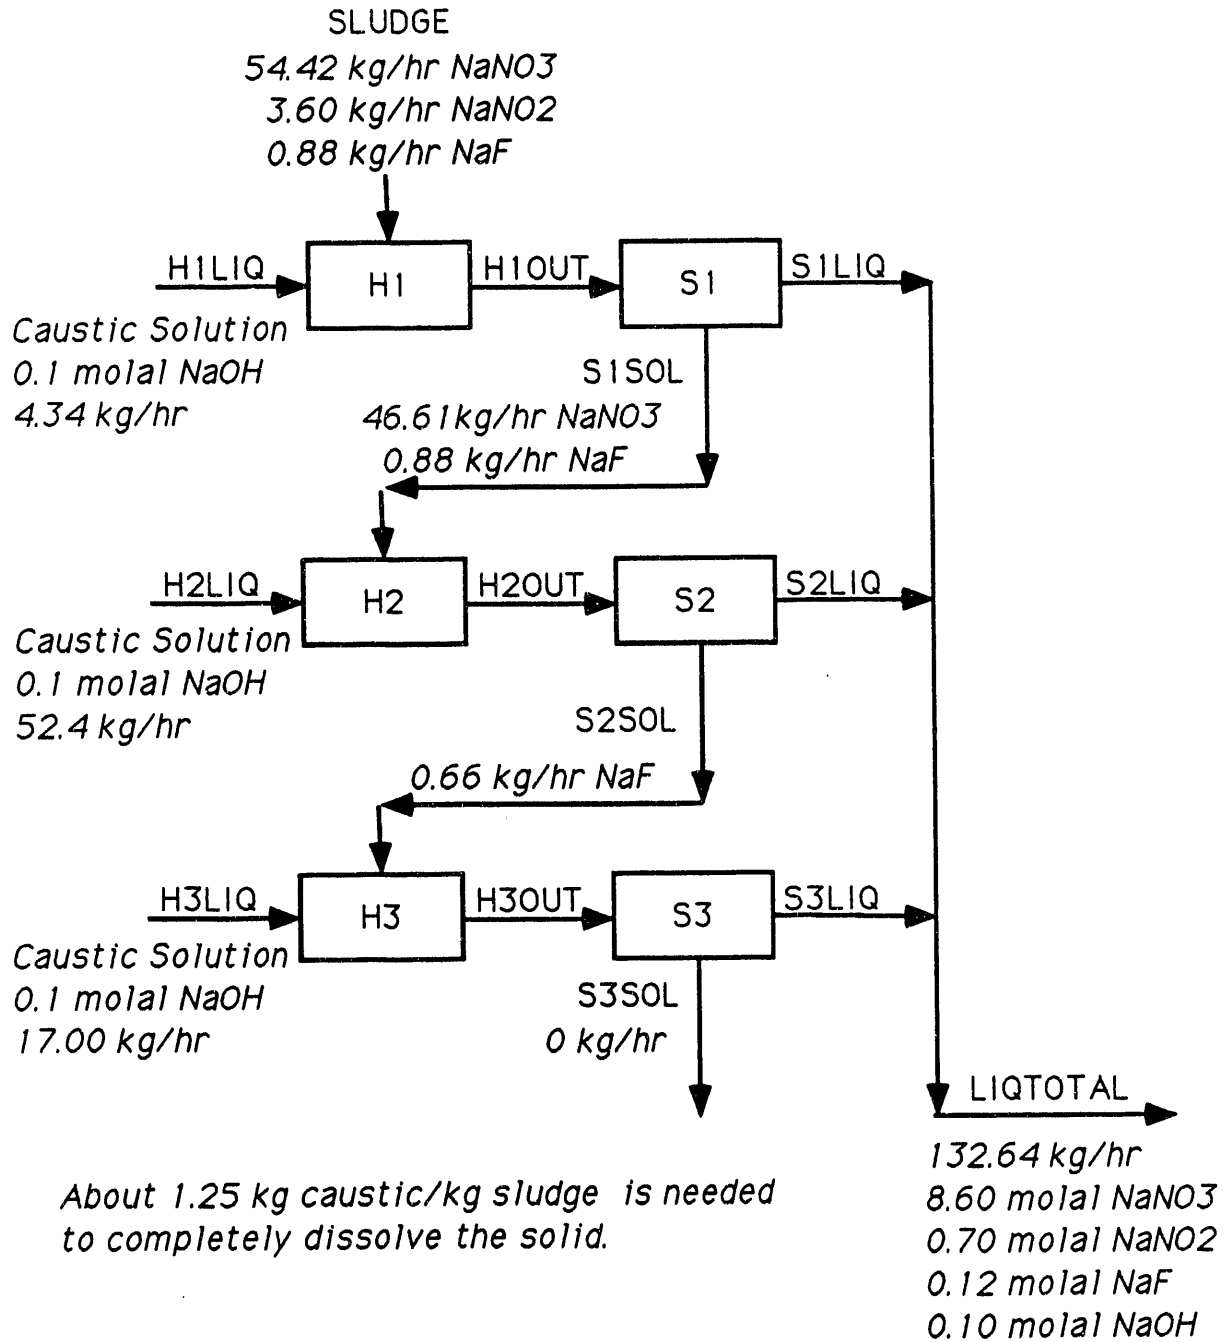 SLUDGE
54.42 kg/hr NaNO3
3.60 kg/hr NaNO2
0.88 kg/hr NaF
H1LIQ
H1
H1OUT
S1
S1LIQ
Caustic Solution
0.1 molal NaOH
4.34 kg/hr
S1SOL
46.61kg/hr NaNO3
0.88 kg/hr NaF
H2LIQ
H2
H2OUT
S2
S2LIQ
Caustic Solution
0.1 molal NaOH
52.4 kg/hr
S2SOL
0.66 kg/hr NaF
H3LIQ
H3
H3OUT
S3
S3LIQ
Caustic Solution
0.1 molal NaOH
17.00 kg/hr
S3SOL
0 kg/hr
LIQTOTAL
132.64 kg/hr
8.60 molal NaNO3
0.70 molal NaNO2
0.12 molal NaF
0.10 molal NaOH
About 1.25 kg caustic/kg sludge is needed
to completely dissolve the solid.